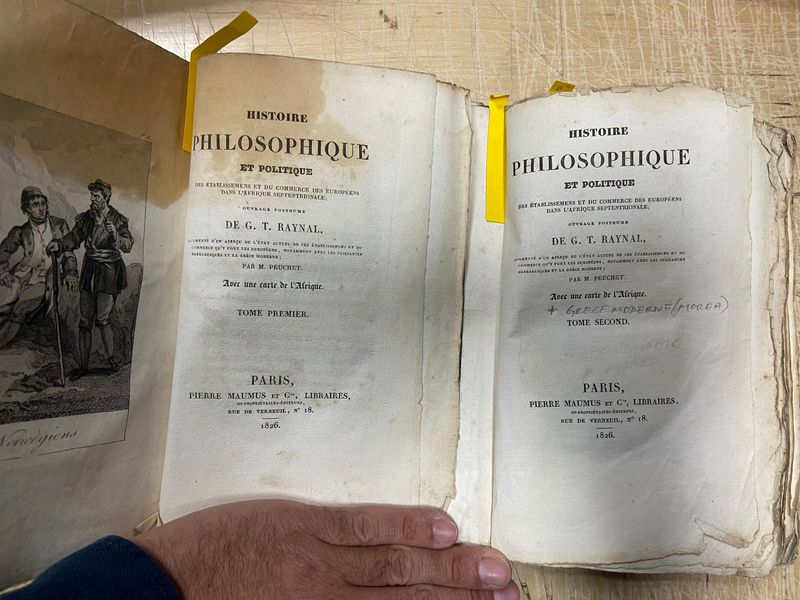 Norwegiens
HISTOIRE
PHILOSOPHIQUE
ET POLITIQUE
DES ÉTABLISSEMENS ET DU COMMERCE DES EUROPÉENS
DANS L'AFRIQUE SEPTENTRIONALE;
OUVRAGE POSTHUME
DE G. T. RAYNAL,
AUGMENTÉ D'UN APERÇU DE L'ÉTAT ACTUEL DE CES ÉTABLISSEMENS ET DU
COMMERCE QU'Y FONT LES EUROPÉENS, NOTAMMENT AVEC LES PUISSANCES
BARBARESQUES ET LA GRÈCE MODERNE;
PAR M. PEUCHET.
Avec une carte de l'Afrique.
TOME PREMIER.
PARIS,
PIERRE MAUMUS ET Cie, LIBRAIRES,
CO-PROPRIÉTAIRES-ÉDITEURS,
RUE DE VERNEUIL, Nº 18.
1826.
HISTOIRE
PHILOSOPHIQUE
ET POLITIQUE
DES ÉTABLISSEMENS ET DU COMMERCE DES EUROPÉENS
DANS L'AFRIQUE SEPTENTRIONALE;
OUVRAGE POSTHUME
DE G. T. RAYNAL,
AUGMENTÉ D'UN APERÇU DE L'ÉTAT ACTUEL DE CES ÉTABLISSEMENS ET DU
COMMERCE QU'Y FONT LES EUROPÉENS, NOTAMMENT AVEC LES PUISSANCES
BARBARESQUES ET LA GRÈCE MODERNE;
PAR M. PEUCHET.
Avec une carte de l'Afrique.
+ GRECE MODERNE (MOREA)
TOME SECOND.
PARIS,
PIERRE MAUMUS ET Cie, LIBRAIRES,
CO-PROPRIÉTAIRES-ÉDITEURS,
RUE DE VERNEUIL, Nº 18.
1826.